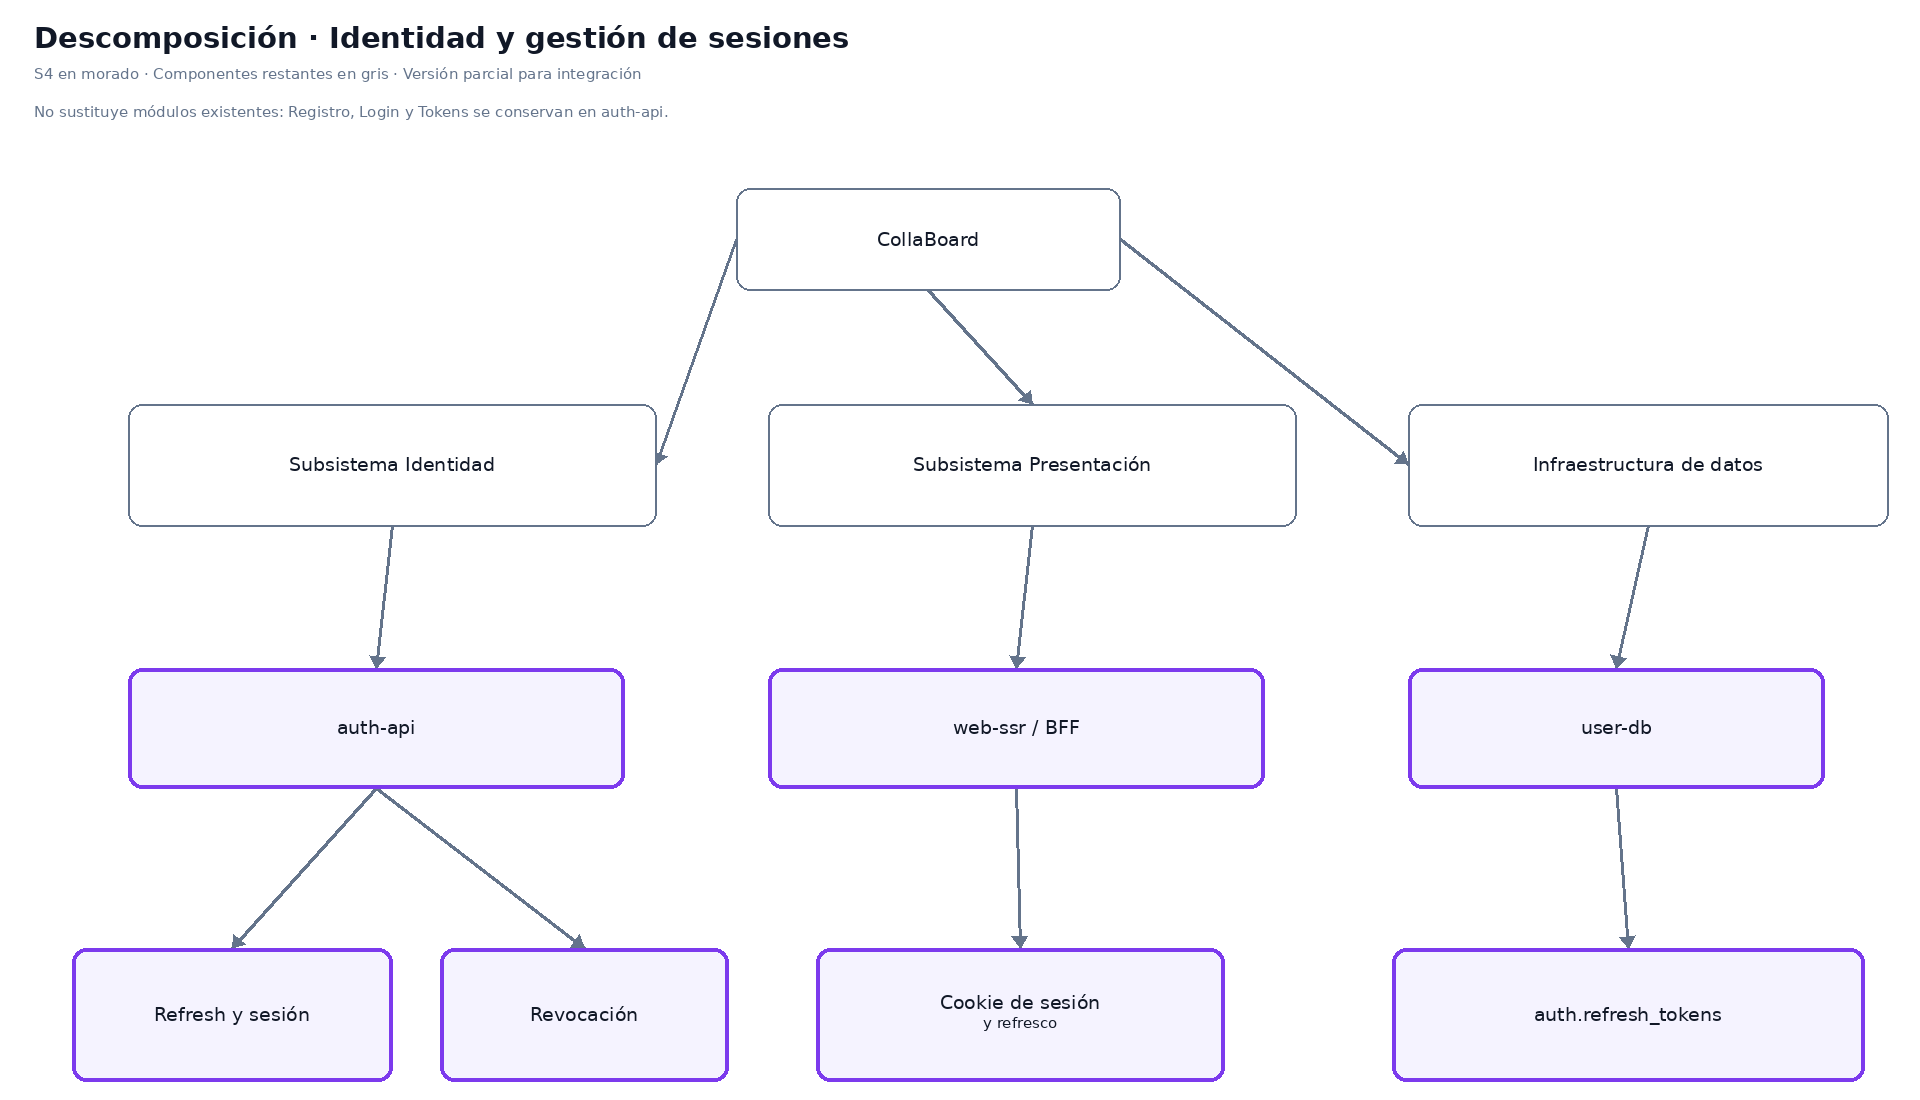 Descomposición · Identidad y gestión de sesiones
S4 en morado · Componentes restantes en gris · Versión parcial para integración
No sustituye módulos existentes: Registro, Login y Tokens se conservan en auth-api.
CollaBoard
Subsistema Identidad
Subsistema Presentación
Infraestructura de datos
auth-api
web-ssr / BFF
user-db
Refresh y sesión
Revocación
Cookie de sesión
y refresco
auth.refresh_tokens